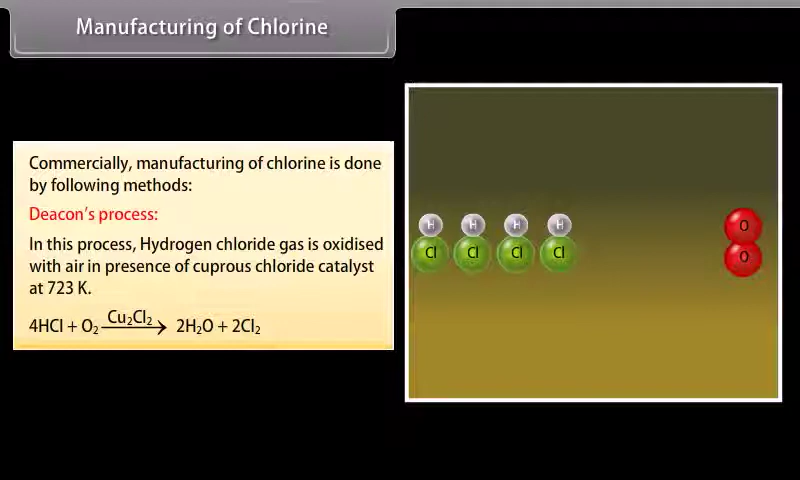 Manufacturing of Chlorine
Commercially, manufacturing of chlorine is done
by following methods:
Deacon's process:
In this process, Hydrogen chloride gas is oxidised
with air in presence of cuprous chloride catalyst
at 723 K.
4HCl + O₂ Cu₂Cl₂ → 2H₂O + 2Cl₂
H H H H O
Cl Cl Cl Cl O